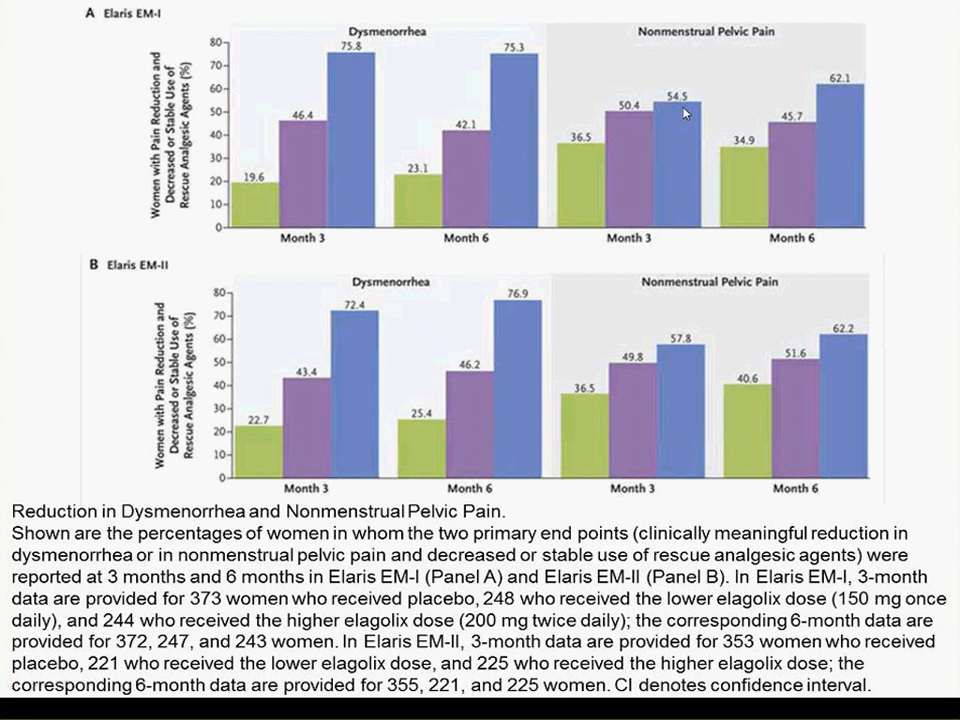 A Elaris EM-I
Dysmenorrhea
Nonmenstrual Pelvic Pain
Women with Pain Reduction and
Decreased or Stable Use of
Rescue Analgesic Agents (%)
80
70
60
50
40
30
20
10
0
19.6
46.4
75.8
23.1
42.1
75.3
36.5
50.4
54.5
34.9
45.7
62.1
Month 3
Month 6
Month 3
Month 6
B Elaris EM-II
Dysmenorrhea
Nonmenstrual Pelvic Pain
Women with Pain Reduction and
Decreased or Stable Use of
Rescue Analgesic Agents (%)
80
70
60
50
40
30
20
10
0
22.7
43.4
72.4
25.4
46.2
76.9
36.5
49.8
57.8
40.6
51.6
62.2
Month 3
Month 6
Month 3
Month 6
Reduction in Dysmenorrhea and Nonmenstrual Pelvic Pain.
Shown are the percentages of women in whom the two primary end points (clinically meaningful reduction in
dysmenorrhea or in nonmenstrual pelvic pain and decreased or stable use of rescue analgesic agents) were
reported at 3 months and 6 months in Elaris EM-I (Panel A) and Elaris EM-II (Panel B). In Elaris EM-I, 3-month
data are provided for 373 women who received placebo, 248 who received the lower elagolix dose (150 mg once
daily), and 244 who received the higher elagolix dose (200 mg twice daily); the corresponding 6-month data are
provided for 372, 247, and 243 women. In Elaris EM-II, 3-month data are provided for 353 women who received
placebo, 221 who received the lower elagolix dose, and 225 who received the higher elagolix dose; the
corresponding 6-month data are provided for 355, 221, and 225 women. CI denotes confidence interval.